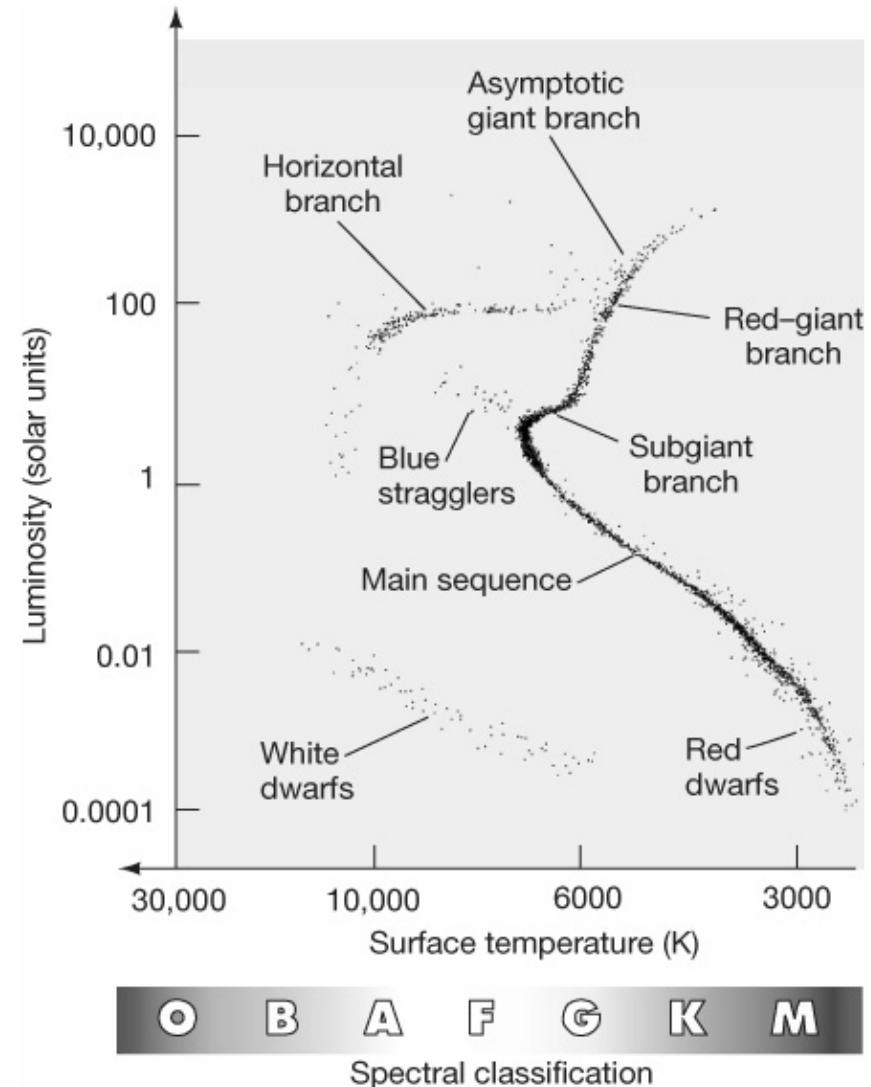 Asymptotic
giant branch
10,000
Horizontal
branch
100
Red–giant
branch
Luminosity (solar units)
Subgiant
branch
Blue
stragglers
1
Main sequence
0.01
White
dwarfs
Red
dwarfs
0.0001
30,000 10,000 6000 3000
Surface temperature (K)
O B A F G K M
Spectral classification